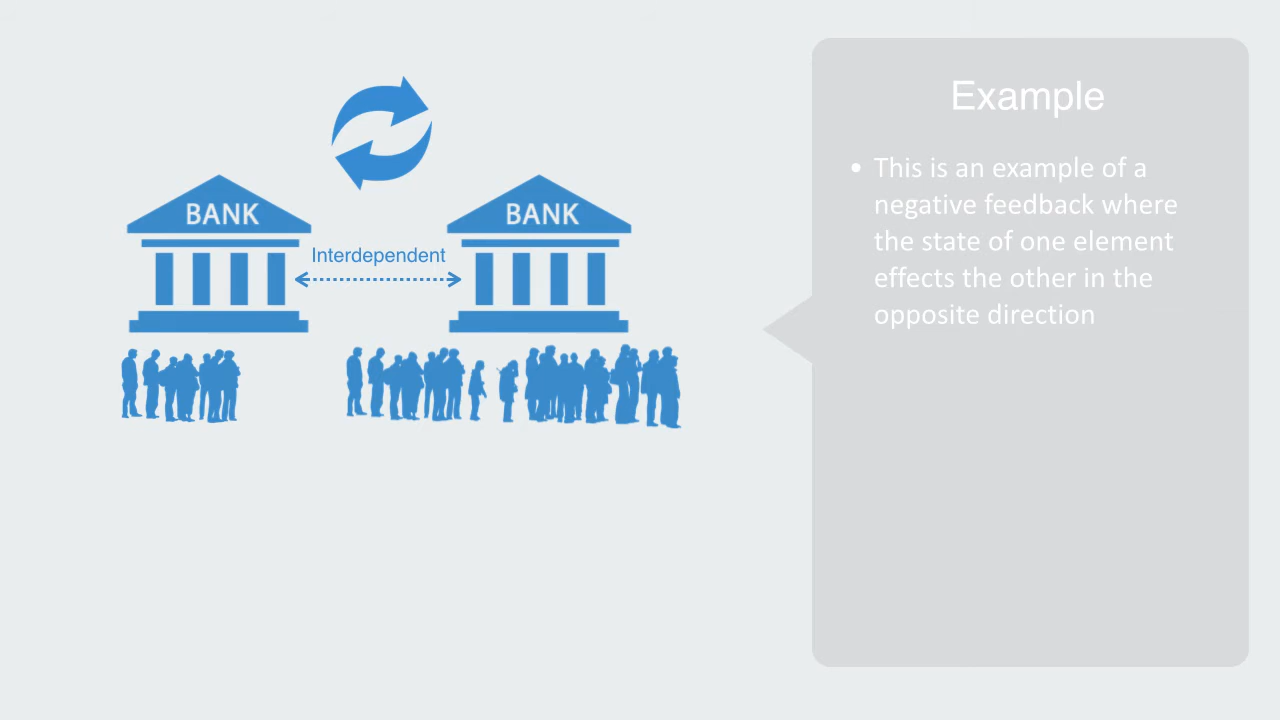 BANK
BANK
Interdependent
Example
• This is an example of a
negative feedback where
the state of one element
effects the other in the
opposite direction